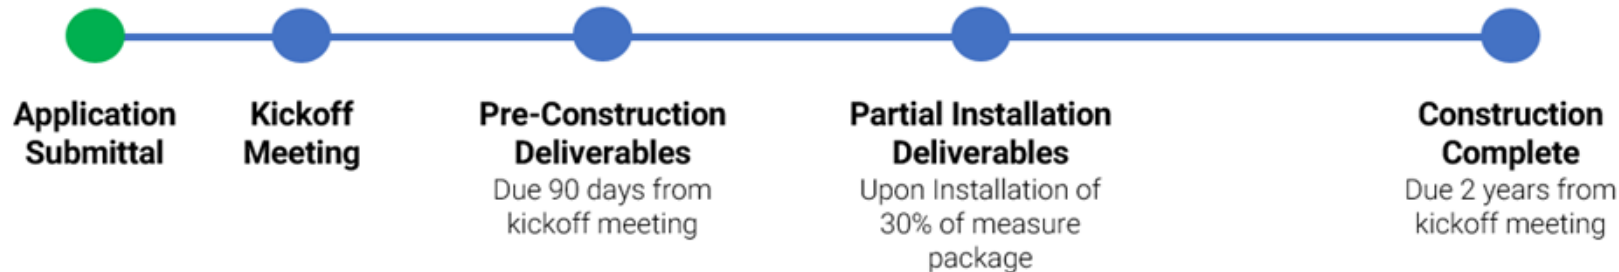 Application
Submittal
Kickoff
Meeting
Pre-Construction
Deliverables
Due 90 days from
kickoff meeting
Partial Installation
Deliverables
Upon Installation of
30% of measure
package
Construction
Complete
Due 2 years from
kickoff meeting